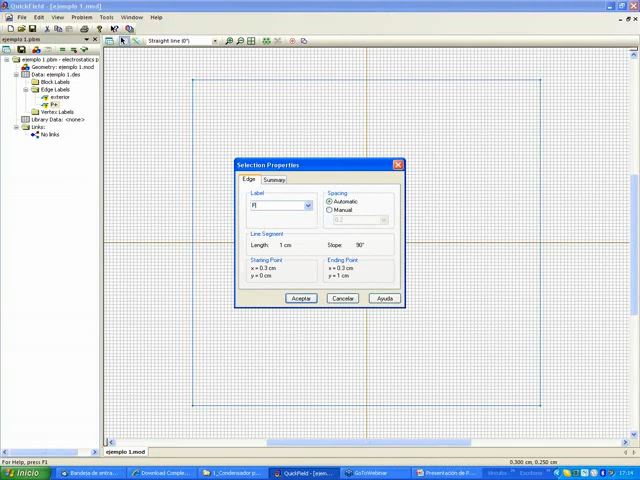 QuickField - [ejemplo 1.mod]
File Edit View Problem Tools Window Help
Straight line (0°)
ejemplo 1.pbm
ejemplo 1.pbm - electrostatics p
Geometry: ejemplo 1.mod
Data: ejemplo 1.des
Block Labels
Edge Labels
exterior
P+
Vertex Labels
Library Data: <none>
Links:
No links
Selection Properties
Edge Summary
Label
P
Spacing
Automatic
Manual:
0.2
Line Segment
Length: 1 cm
Slope: 90°
Starting Point
x = 0.3 cm
y = 0 cm
Ending Point
x = 0.3 cm
y = 1 cm
Aceptar Cancelar Ayuda
ejemplo 1.mod
For Help, press F1
0.300 cm, 0.250 cm
Inicio
Bandeja de entra...
Download Comple...
1_Condensador p...
QuickField - [ejem...
GoToWebinar
Presentación de P...
Escritorio
17:14